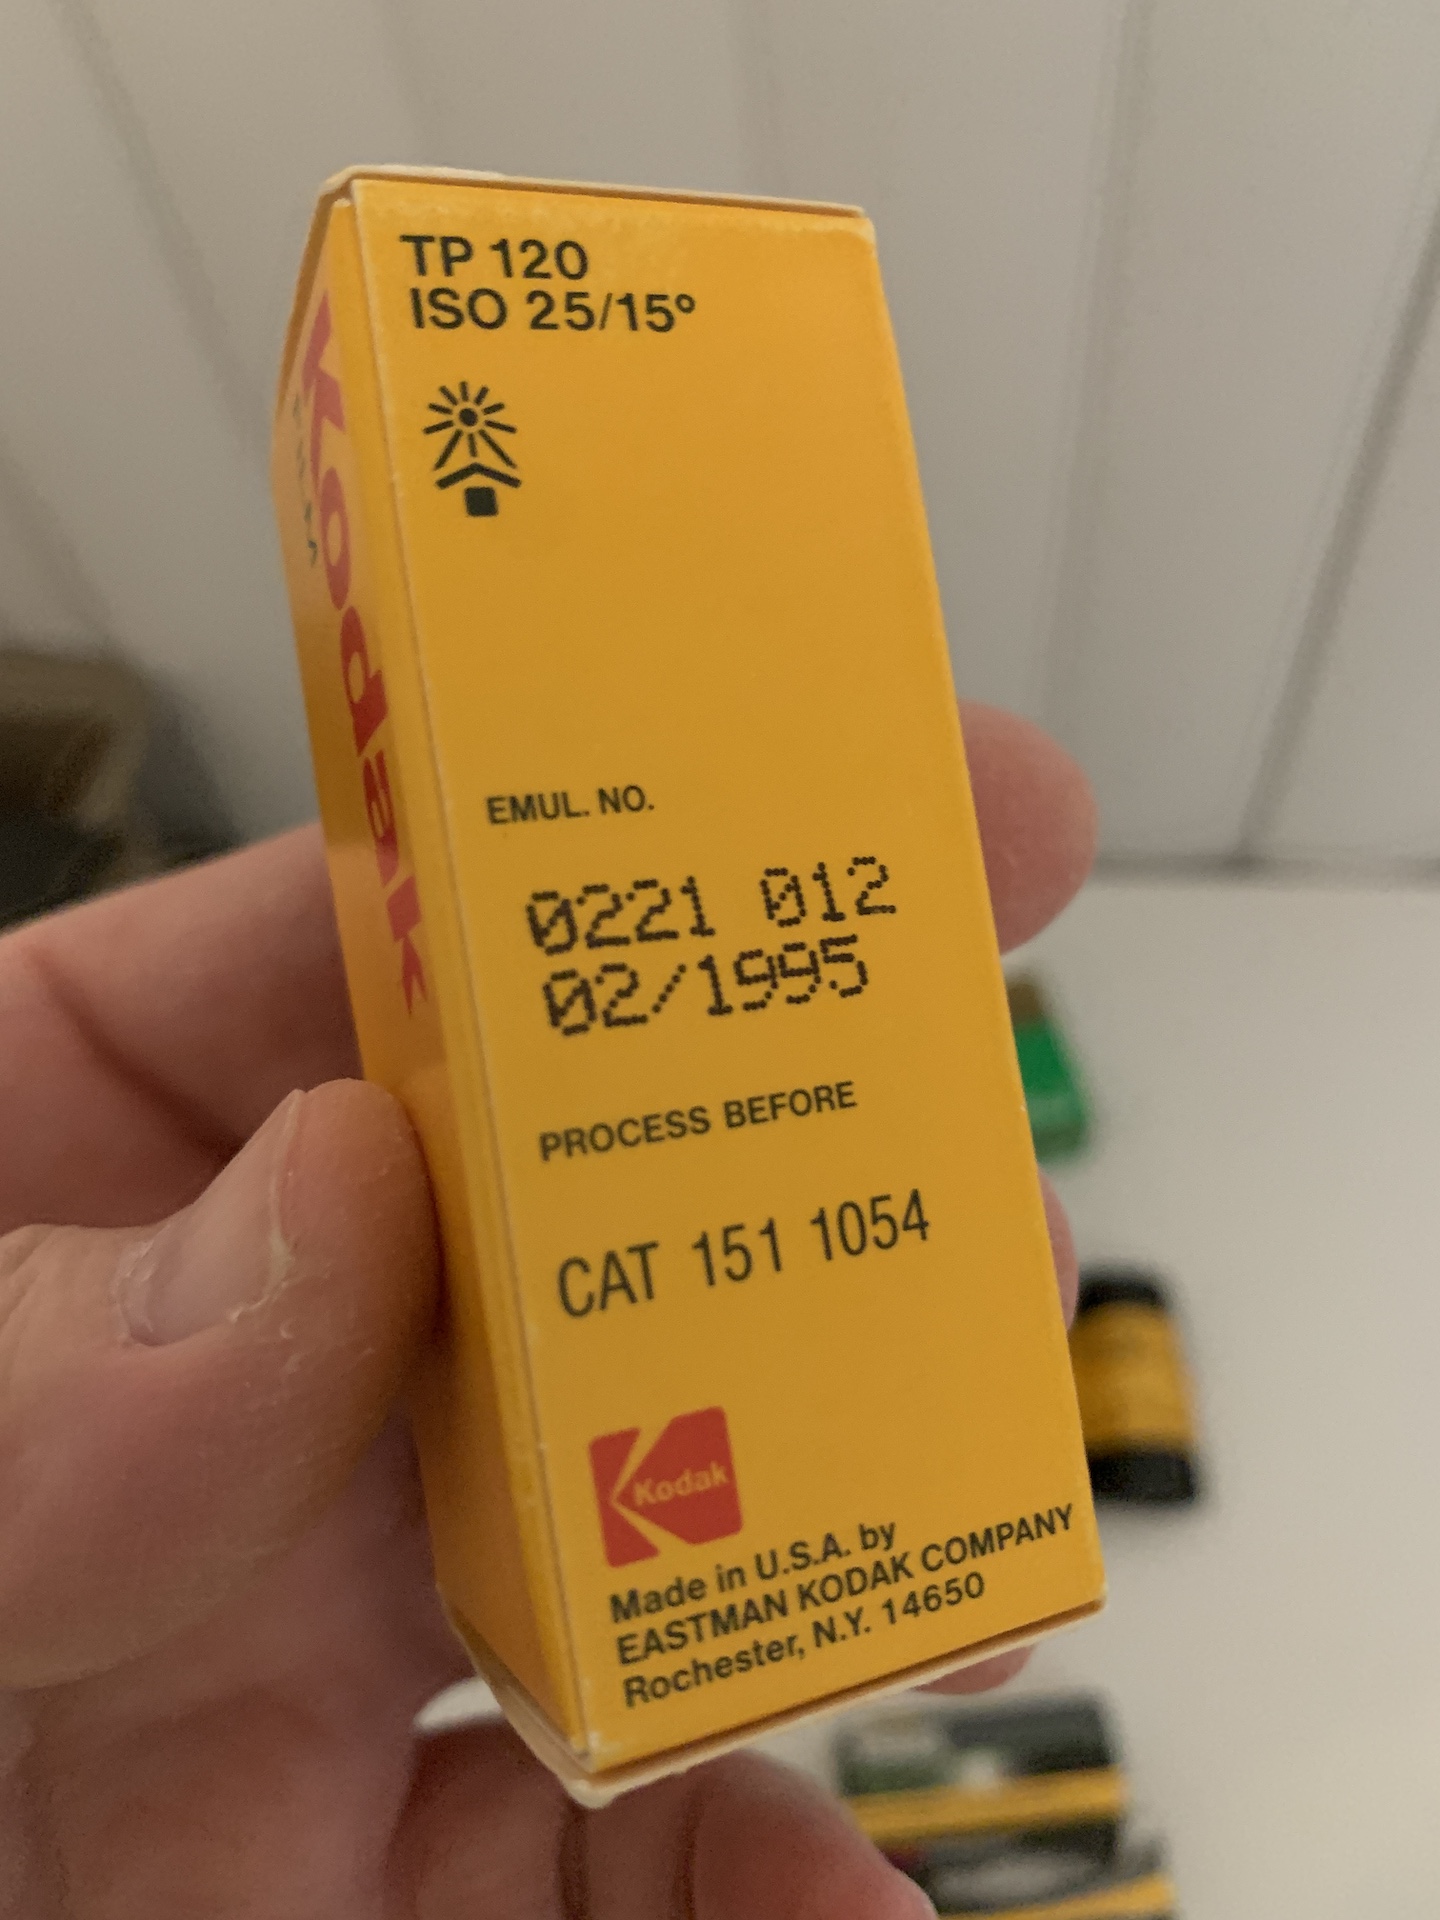 TP 120
ISO 25/15°
Kodak
FILM
EMUL. NO.
0221 012
02/1995
PROCESS BEFORE
CAT 151 1054
Kodak
Made in U.S.A. by
EASTMAN KODAK COMPANY
Rochester, N.Y. 14650